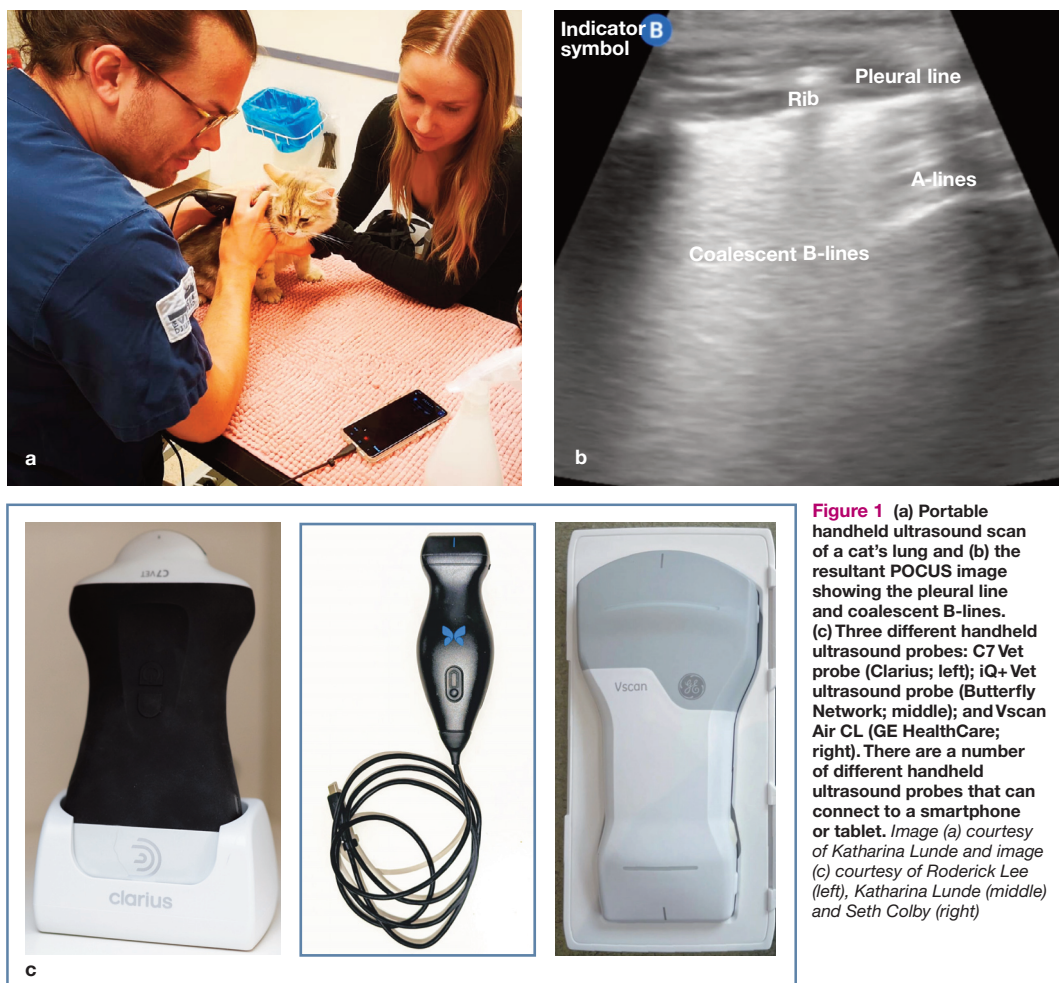 Indicator B
symbol
Pleural line
Rib
A-lines
Coalescent B-lines
a
b
C7 VET
clarius
Vscan
GE
c
Figure 1 (a) Portable
handheld ultrasound scan
of a cat's lung and (b) the
resultant POCUS image
showing the pleural line
and coalescent B-lines.
(c) Three different handheld
ultrasound probes: C7 Vet
probe (Clarius; left); iQ+ Vet
ultrasound probe (Butterfly
Network; middle); and Vscan
Air CL (GE HealthCare;
right). There are a number
of different handheld
ultrasound probes that can
connect to a smartphone
or tablet. Image (a) courtesy
of Katharina Lunde and image
(c) courtesy of Roderick Lee
(left), Katharina Lunde (middle)
and Seth Colby (right)